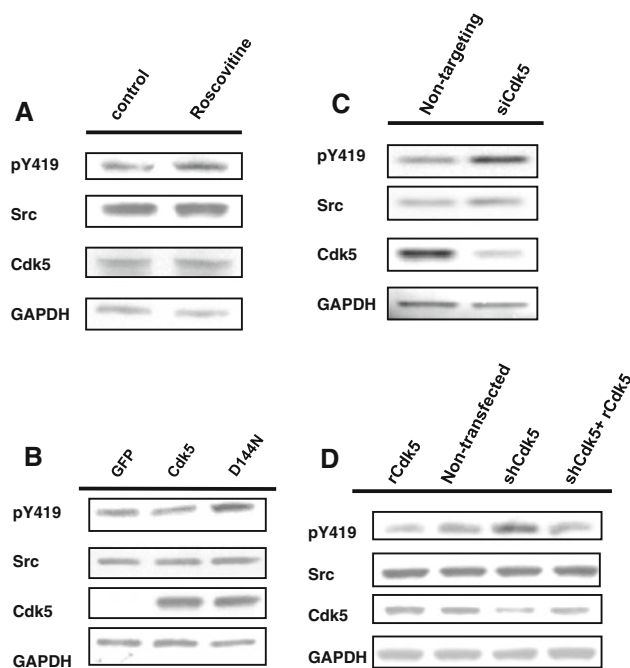 A
control
Roscovitine
pY419
Src
Cdk5
GAPDH
C
Non-targeting
siCdk5
pY419
Src
Cdk5
GAPDH
B
GFP
Cdk5
D144N
pY419
Src
Cdk5
GAPDH
D
rCdk5
Non-transfected
shCdk5
shCdk5+ rCdk5
pY419
Src
Cdk5
GAPDH